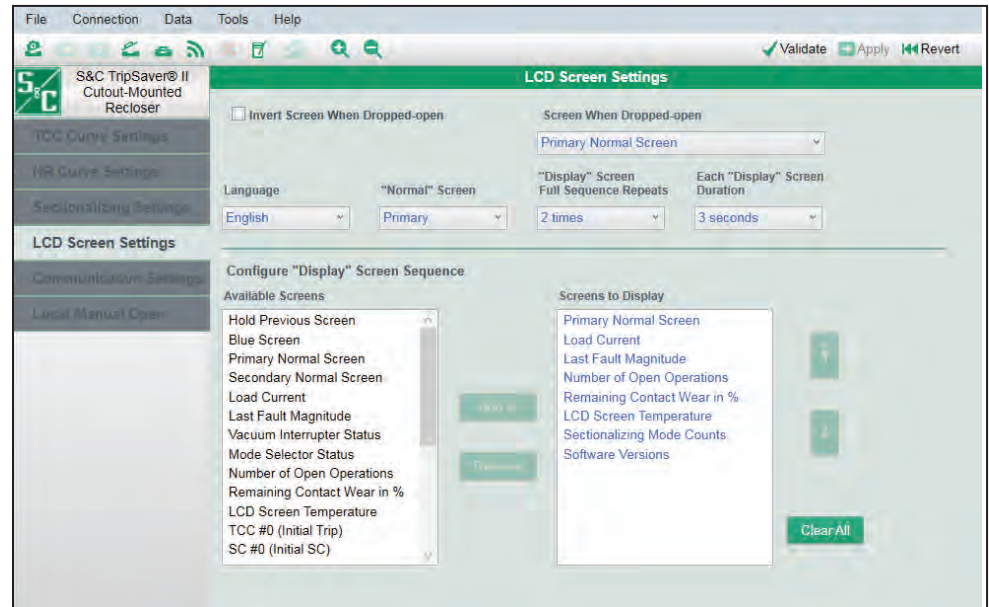 File Connection Data Tools Help
Validate Apply Revert
S&C
S&C TripSaver® II
Cutout-Mounted
Recloser
LCD Screen Settings
TCC Curve Settings
HR Curve Settings
Sectionalizing Settings
LCD Screen Settings
Communication Settings
Local Manual Open
Invert Screen When Dropped-open
Screen When Dropped-open
Primary Normal Screen
Language
"Normal" Screen
"Display" Screen
Full Sequence Repeats
Each "Display" Screen
Duration
English
Primary
2 times
3 seconds
Configure "Display" Screen Sequence
Available Screens
Hold Previous Screen
Blue Screen
Primary Normal Screen
Secondary Normal Screen
Load Current
Last Fault Magnitude
Vacuum Interrupter Status
Mode Selector Status
Number of Open Operations
Remaining Contact Wear in %
LCD Screen Temperature
TCC #0 (Initial Trip)
SC #0 (Initial SC)
Remove
Screens to Display
Primary Normal Screen
Load Current
Last Fault Magnitude
Number of Open Operations
Remaining Contact Wear in %
LCD Screen Temperature
Sectionalizing Mode Counts
Software Versions
Clear All